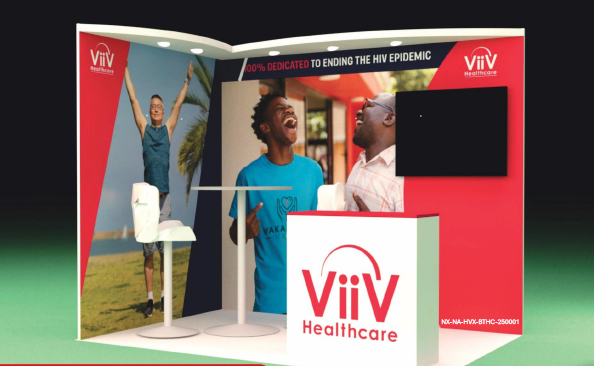 ViiV
Healthcare
100% DEDICATED TO ENDING THE HIV EPIDEMIC
ViiV
Healthcare
ViiV
Healthcare
NX-NA-HVX-BTHC-250001